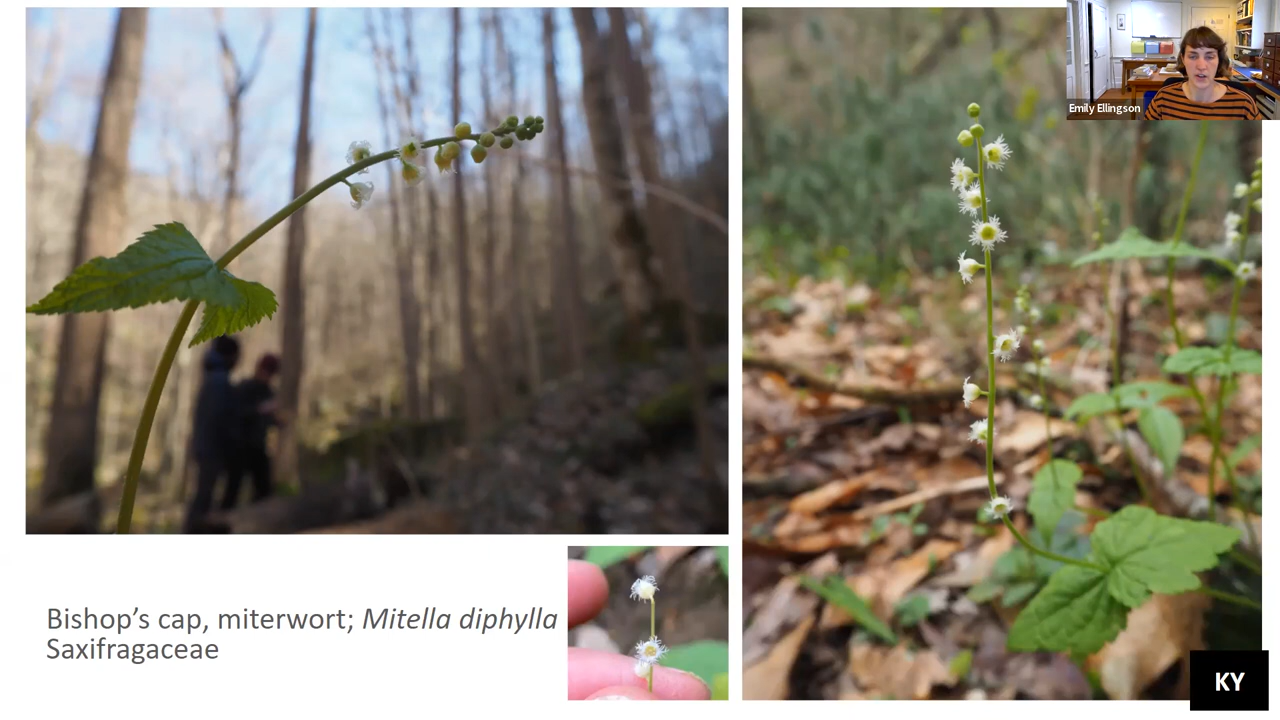 Emily Ellingson
Bishop’s cap, miterwort; Mitella diphylla
Saxifragaceae
KY